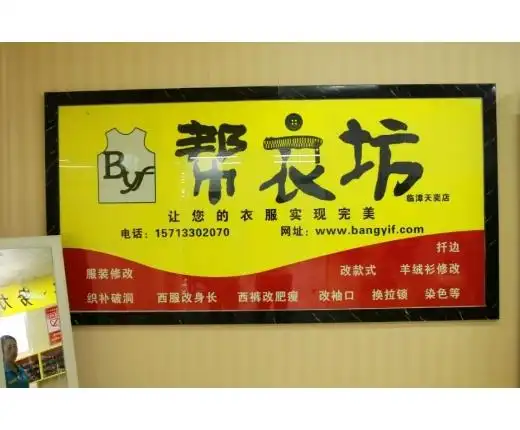 Byf
帮衣坊
临漳天奕店
让您的衣服实现完美
电话：15713302070 网址：www.bangyif.com
扦边
服装修改 改款式 羊绒衫修改
织补破洞 西服改身长 西裤改肥瘦 改袖口 换拉锁 染色等